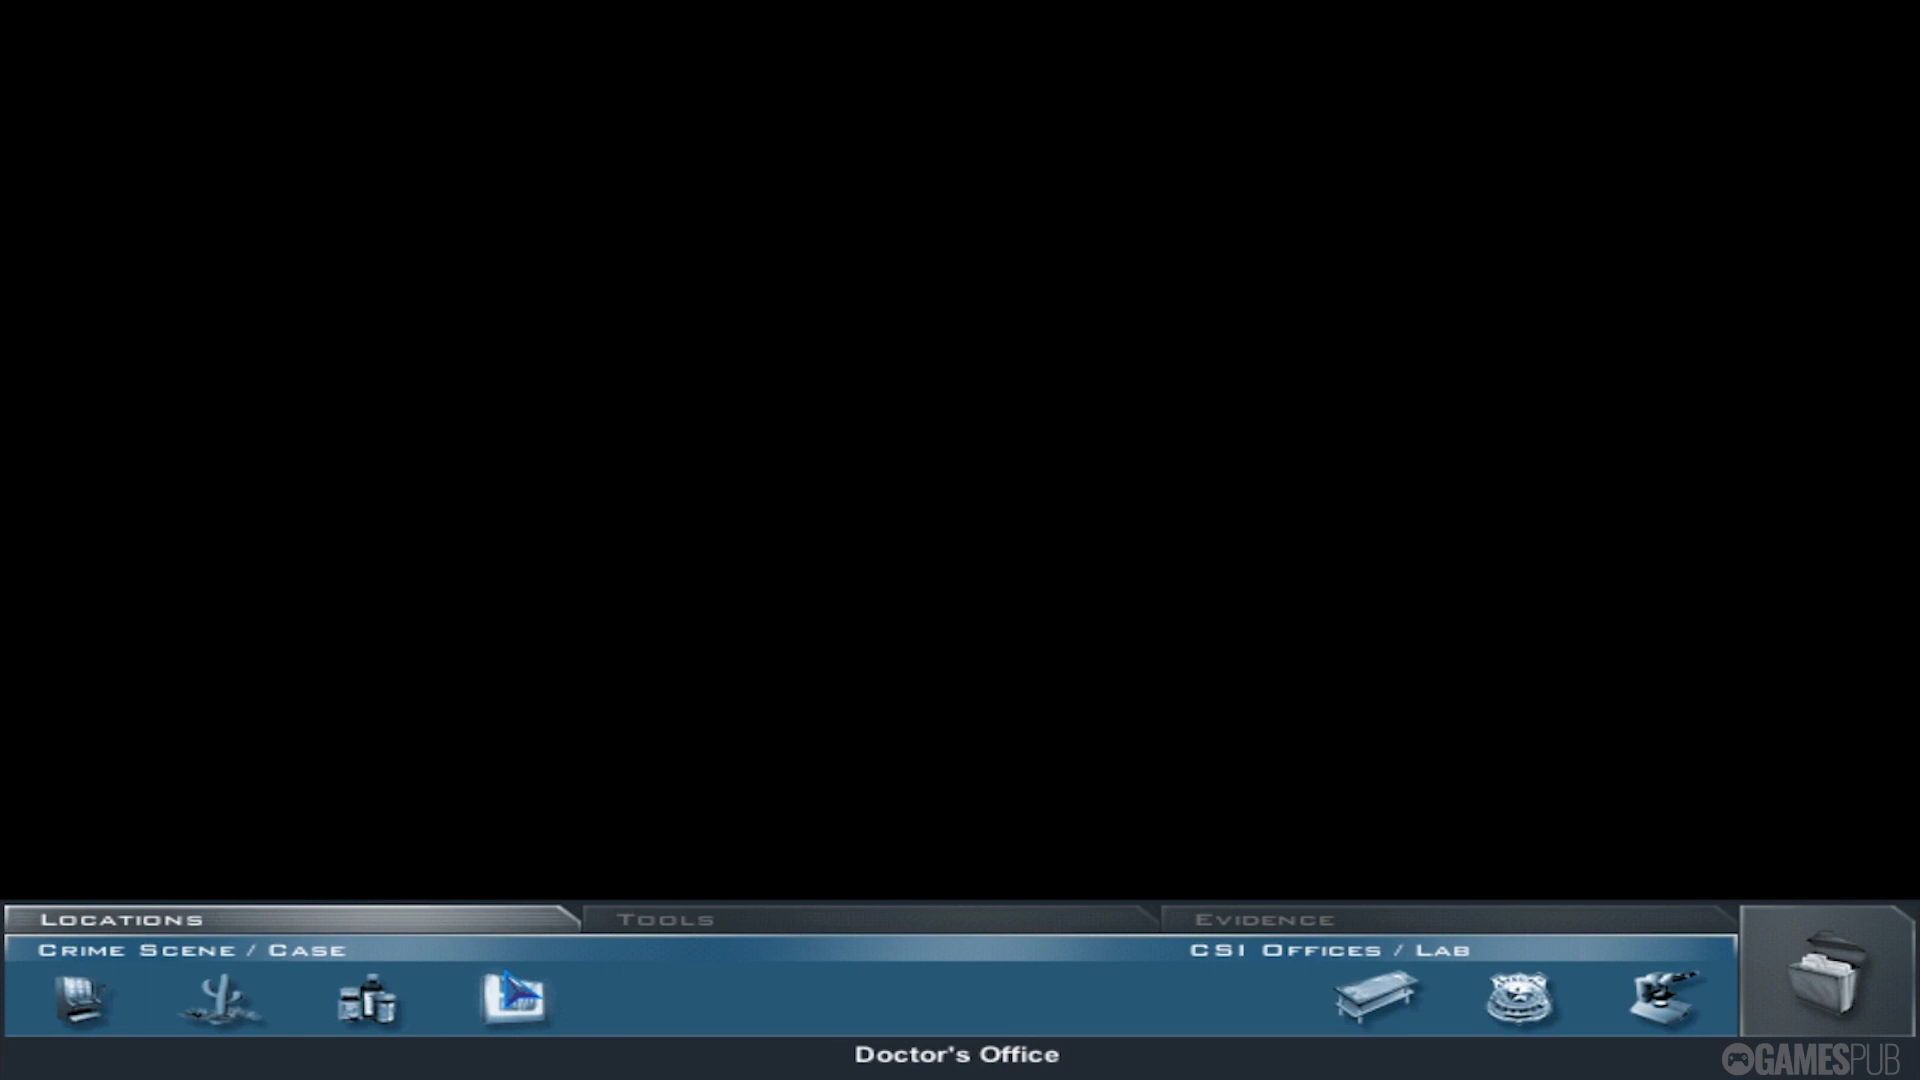 LOCATIONS
TOOLS
EVIDENCE
CRIME SCENE / CASE
CSI OFFICES / LAB
Doctor's Office
GAMESPUB